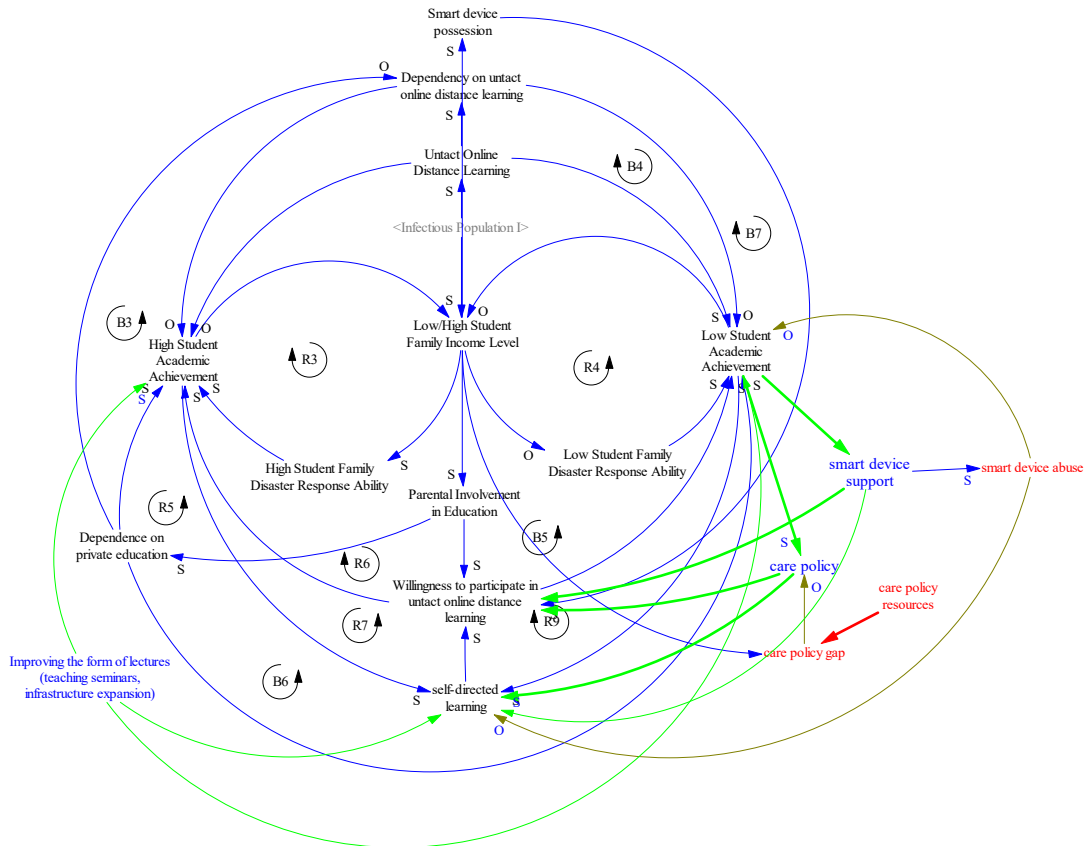 Smart device
possession
S
O
Dependency on untact
online distance learning
S
Untact Online
Distance Learning
S
B4
<Infectious Population I>
B7
S
O
Low/High Student
Family Income Level
S
O
Low Student
Academic
Achievement
O
B3
O
O
High Student
Academic
Achievement
R3
R4
S
S
S
S
S
S
S
High Student Family
Disaster Response Ability
S
S
Parental Involvement
in Education
O
Low Student Family
Disaster Response Ability
smart device
support
S
smart device abuse
R5
Dependence on
private education
S
R6
B5
S
care policy
O
S
Willingness to participate in
untact online distance
learning
R9
care policy
resources
R7
S
care policy gap
Improving the form of lectures
(teaching seminars,
infrastructure expansion)
B6
S
self-directed
learning
S
S
O